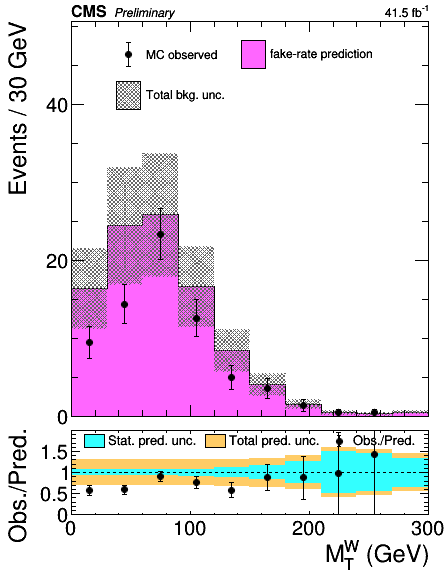 CMS Preliminary 41.5 fb⁻¹
Events / 30 GeV
MC observed fake-rate prediction
Total bkg. unc.
40
20
0
Obs./Pred.
Stat. pred. unc. Total pred. unc. Obs./Pred.
1.5
1
0.5
0
0 100 200 300
M_T^W (GeV)